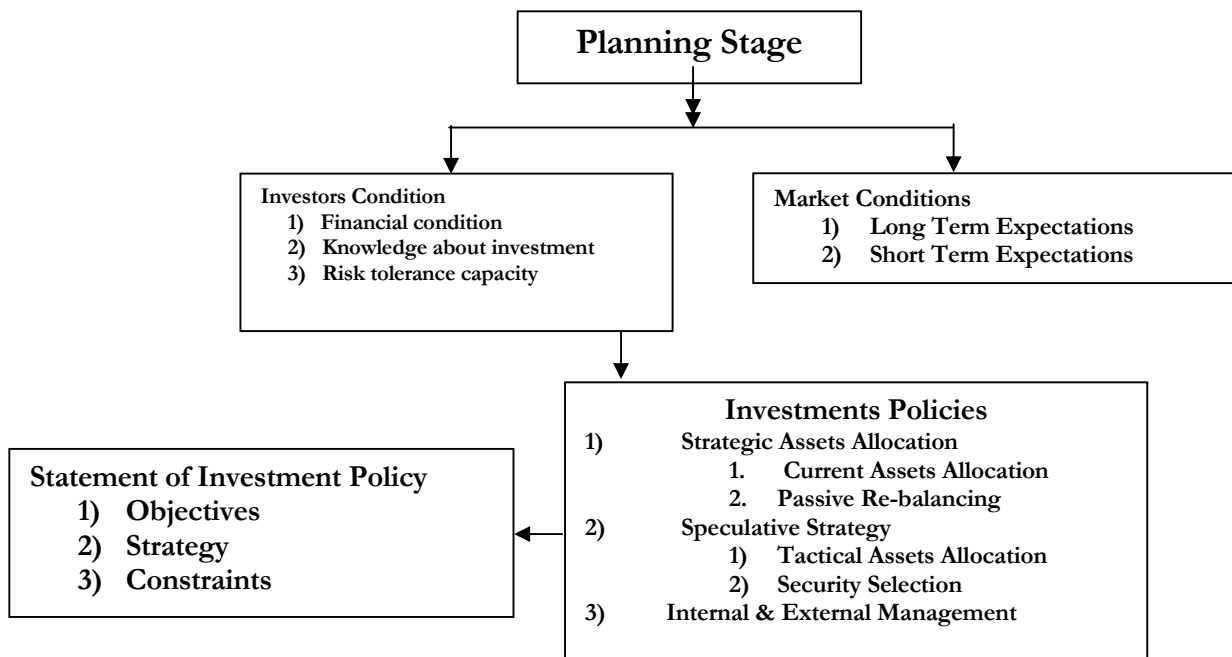 Planning Stage
Investors Condition
1) Financial condition
2) Knowledge about investment
3) Risk tolerance capacity
Market Conditions
1) Long Term Expectations
2) Short Term Expectations
Investments Policies
1) Strategic Assets Allocation
1. Current Assets Allocation
2. Passive Re-balancing
2) Speculative Strategy
1) Tactical Assets Allocation
2) Security Selection
3) Internal & External Management
Statement of Investment Policy
1) Objectives
2) Strategy
3) Constraints